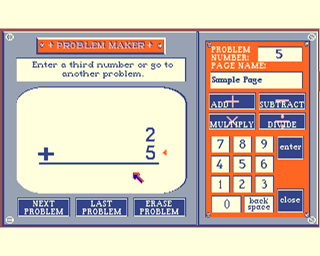 PROBLEM MAKER
Enter a third number or go to
another problem.
2
+ 5
NEXT PROBLEM
LAST PROBLEM
ERASE PROBLEM
PROBLEM NUMBER: 5
PAGE NAME:
Sample Page
ADD SUBTRACT
MULTIPLY DIVIDE
7 8 9 enter
4 5 6
1 2 3
0 back space close